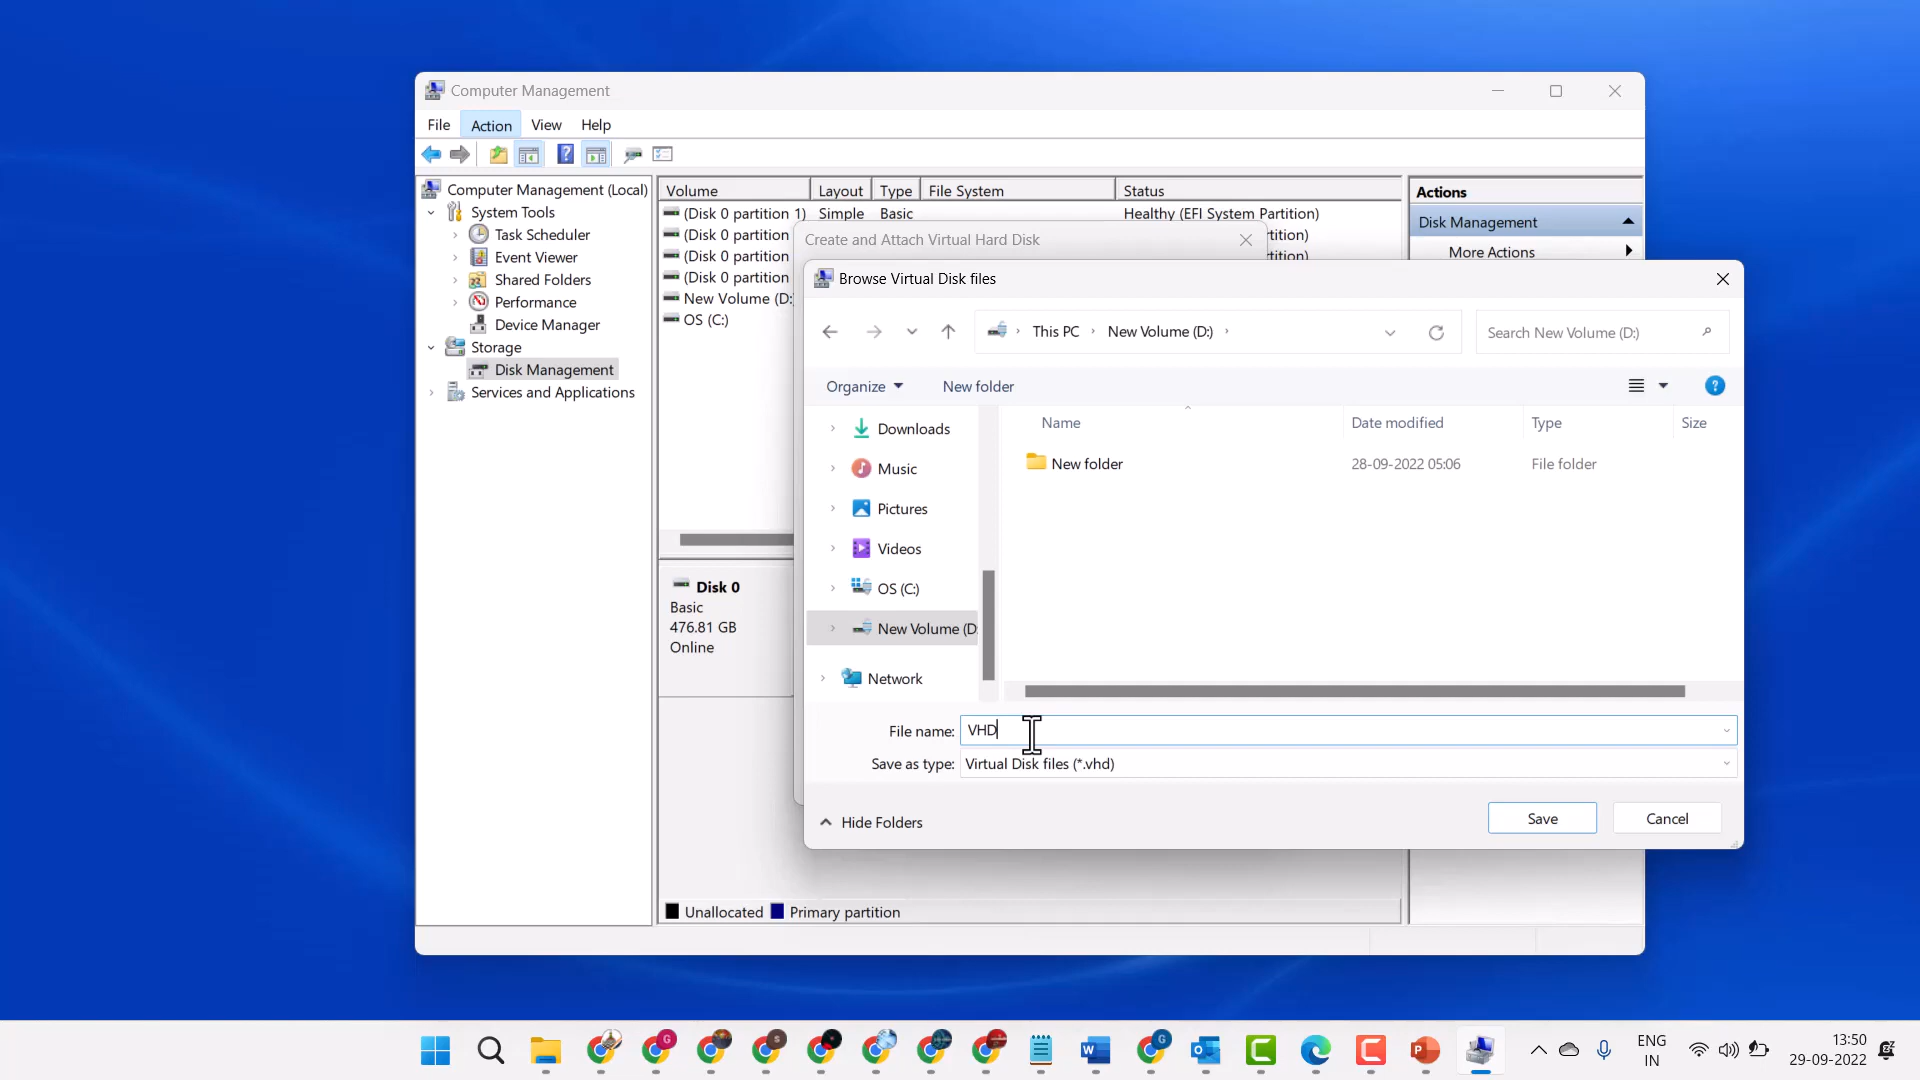 Computer Management
File Action View Help
Computer Management (Local)
System Tools
Task Scheduler
Event Viewer
Shared Folders
Performance
Device Manager
Storage
Disk Management
Services and Applications
Volume Layout Type File System Status
(Disk 0 partition 1) Simple Basic Healthy (EFI System Partition)
(Disk 0 partition tition)
(Disk 0 partition tition)
(Disk 0 partition
New Volume (D:
OS (C:)
Actions
Disk Management
More Actions
Create and Attach Virtual Hard Disk
Browse Virtual Disk files
This PC New Volume (D:)
Search New Volume (D:)
Organize New folder
Downloads
Music
Pictures
Videos
OS (C:)
New Volume (D
Network
Name Date modified Type Size
New folder 28-09-2022 05:06 File folder
File name: VHD
Save as type: Virtual Disk files (*.vhd)
Hide Folders
Save Cancel
Disk 0
Basic
476.81 GB
Online
Unallocated Primary partition
ENG
IN
13:50
29-09-2022